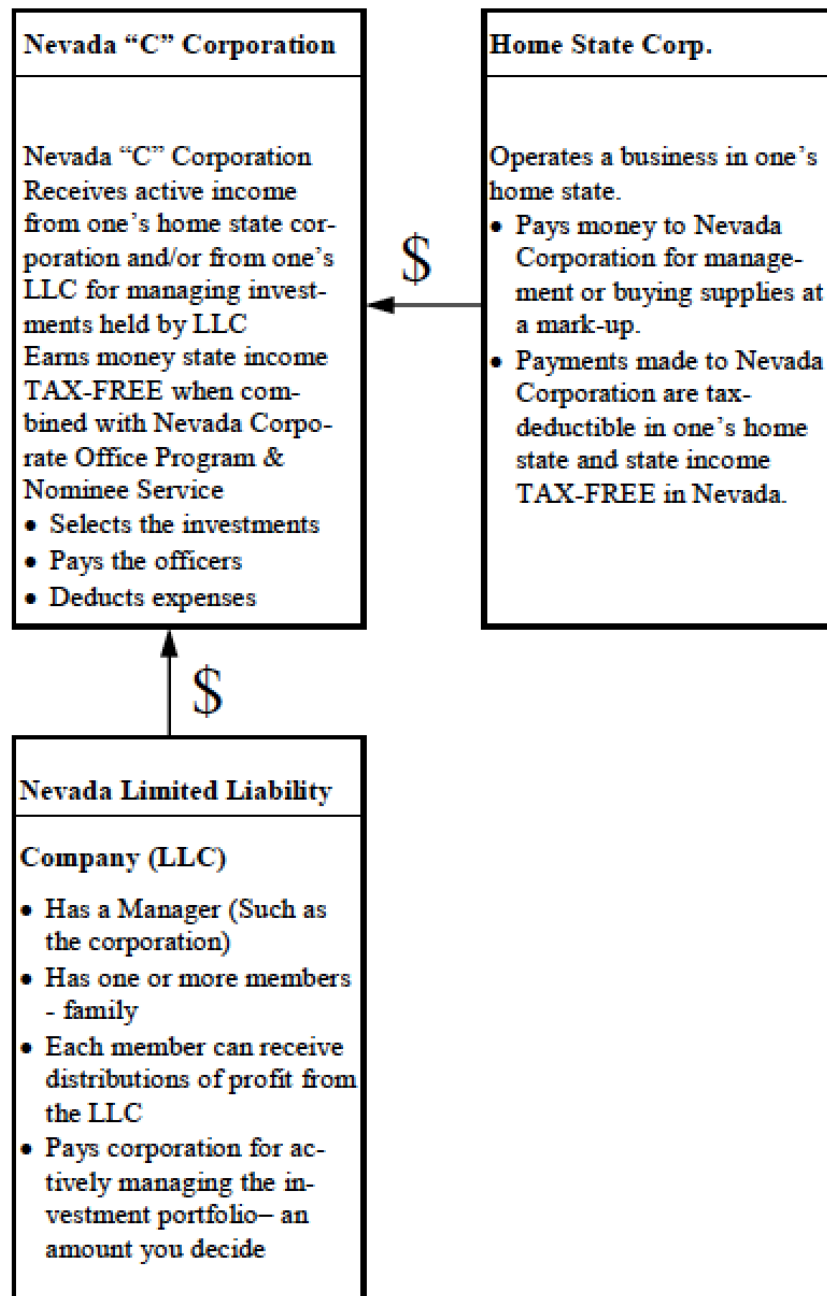 Nevada “C” Corporation
Nevada “C” Corporation
Receives active income
from one’s home state cor-
poration and/or from one’s
LLC for managing invest-
ments held by LLC
Earns money state income
TAX-FREE when com-
bined with Nevada Corpo-
rate Office Program &
Nominee Service
• Selects the investments
• Pays the officers
• Deducts expenses
$
Home State Corp.
Operates a business in one’s
home state.
• Pays money to Nevada
Corporation for manage-
ment or buying supplies at
a mark-up.
• Payments made to Nevada
Corporation are tax-
deductible in one’s home
state and state income
TAX-FREE in Nevada.
$
Nevada Limited Liability
Company (LLC)
• Has a Manager (Such as
the corporation)
• Has one or more members
- family
• Each member can receive
distributions of profit from
the LLC
• Pays corporation for ac-
tively managing the in-
vestment portfolio– an
amount you decide